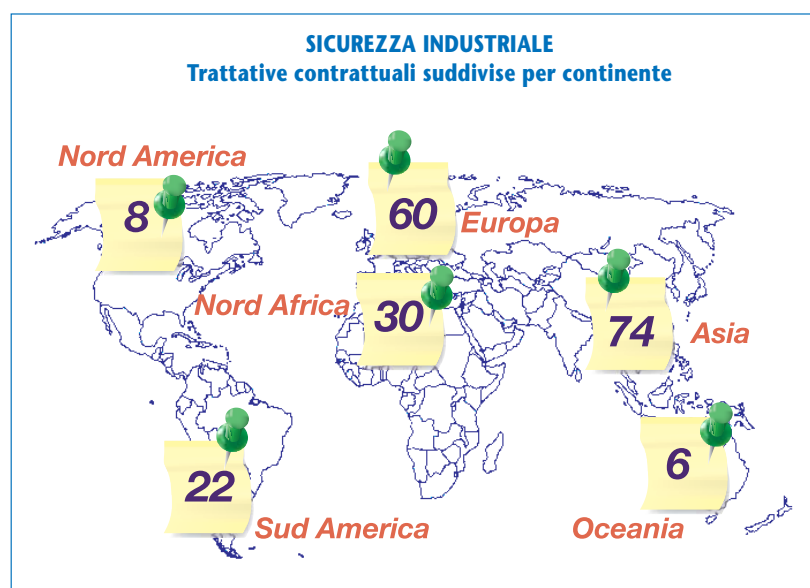 SICUREZZA INDUSTRIALE
Trattative contrattuali suddivise per continente
Nord America
8
60
Europa
Nord Africa
30
74
Asia
22
Sud America
6
Oceania